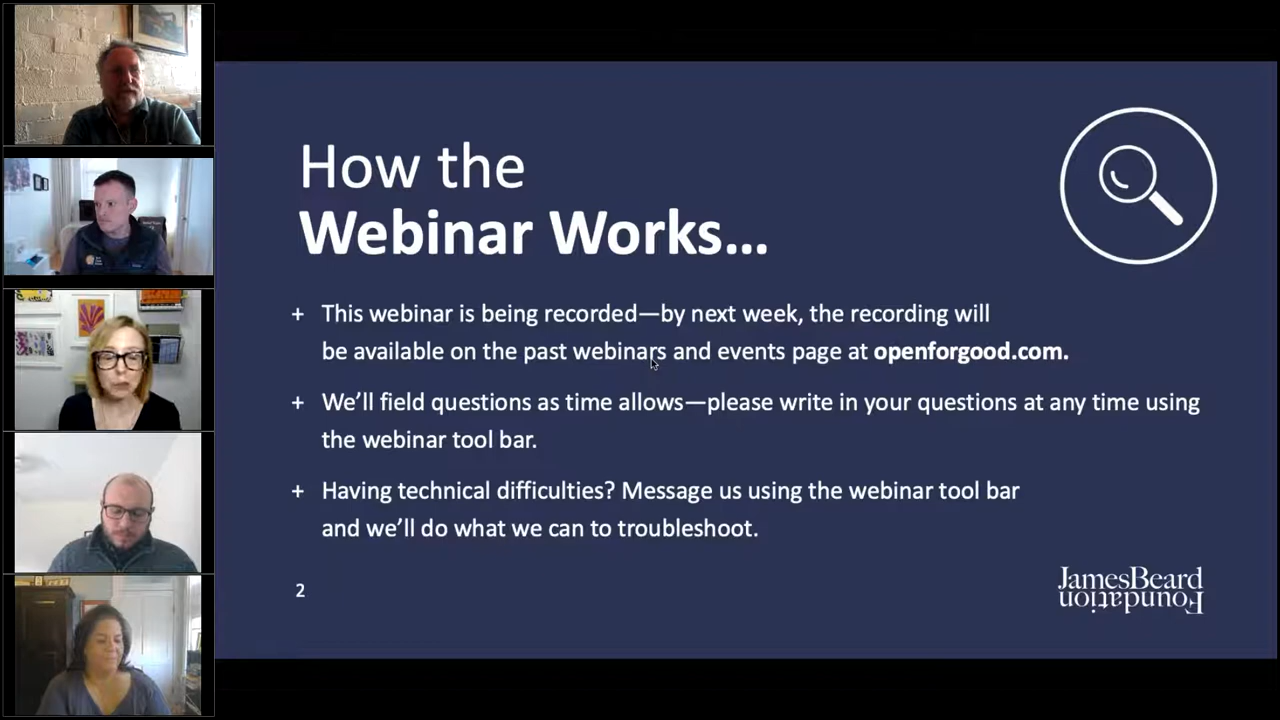 How the
Webinar Works...
+ This webinar is being recorded—by next week, the recording will
be available on the past webinars and events page at openforgood.com.
+ We’ll field questions as time allows—please write in your questions at any time using
the webinar tool bar.
+ Having technical difficulties? Message us using the webinar tool bar
and we’ll do what we can to troubleshoot.
2
JamesBeard
Foundation